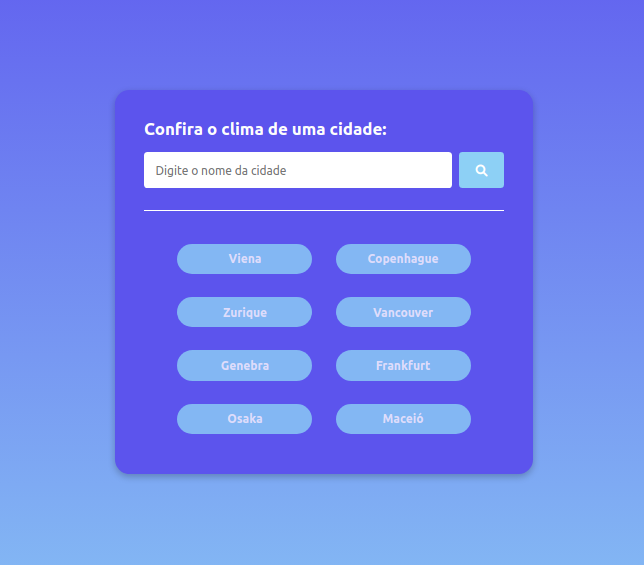 Confira o clima de uma cidade:
Digite o nome da cidade
Viena
Copenhague
Zurique
Vancouver
Genebra
Frankfurt
Osaka
Maceió